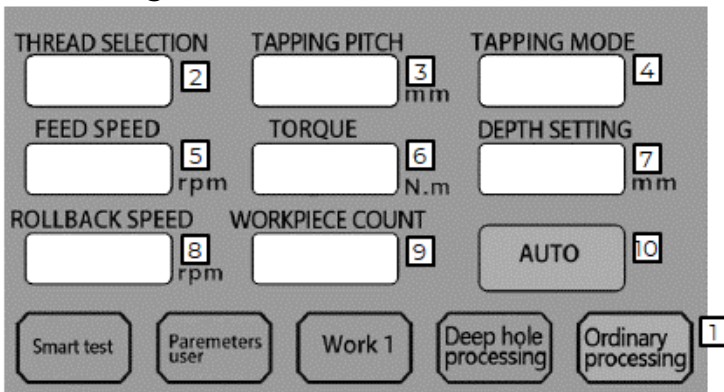 THREAD SELECTION TAPPING PITCH TAPPING MODE
2 3 4
mm
FEED SPEED TORQUE DEPTH SETTING
5 6 7
rpm N.m mm
ROLLBACK SPEED WORKPIECE COUNT
8 9 AUTO 10
rpm
Smart test Paremeters user Work 1 Deep hole processing Ordinary processing 1